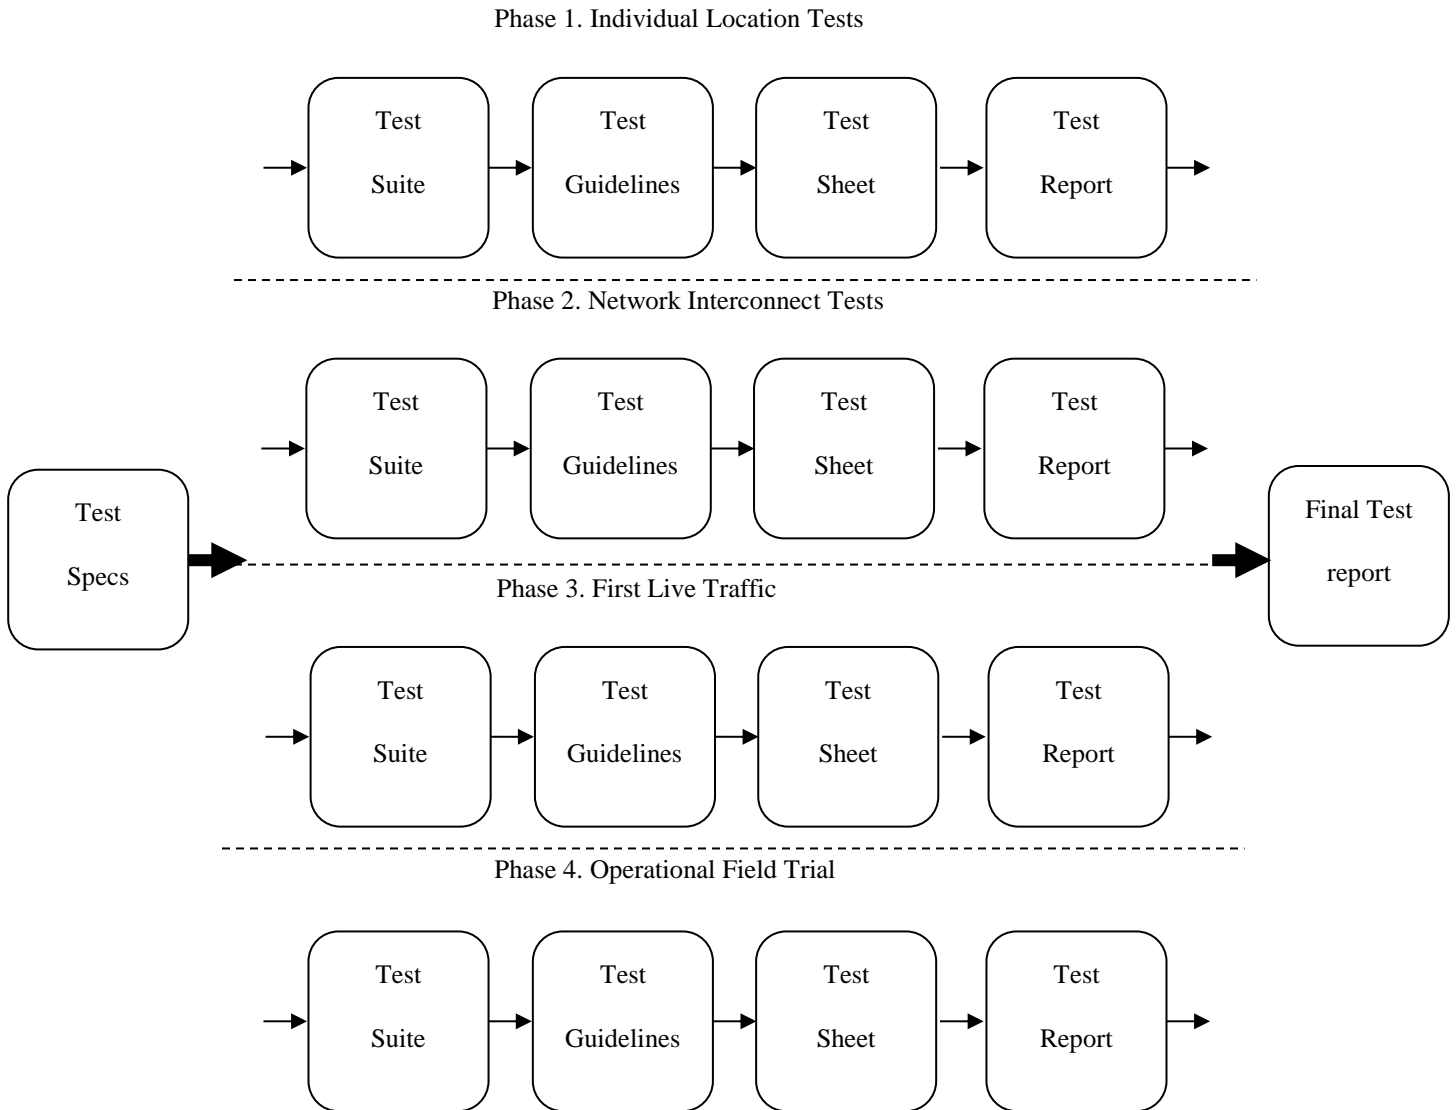 Phase 1. Individual Location Tests
Test
Suite
Test
Guidelines
Test
Sheet
Test
Report
Phase 2. Network Interconnect Tests
Test
Suite
Test
Guidelines
Test
Sheet
Test
Report
Test
Specs
Final Test
report
Phase 3. First Live Traffic
Test
Suite
Test
Guidelines
Test
Sheet
Test
Report
Phase 4. Operational Field Trial
Test
Suite
Test
Guidelines
Test
Sheet
Test
Report